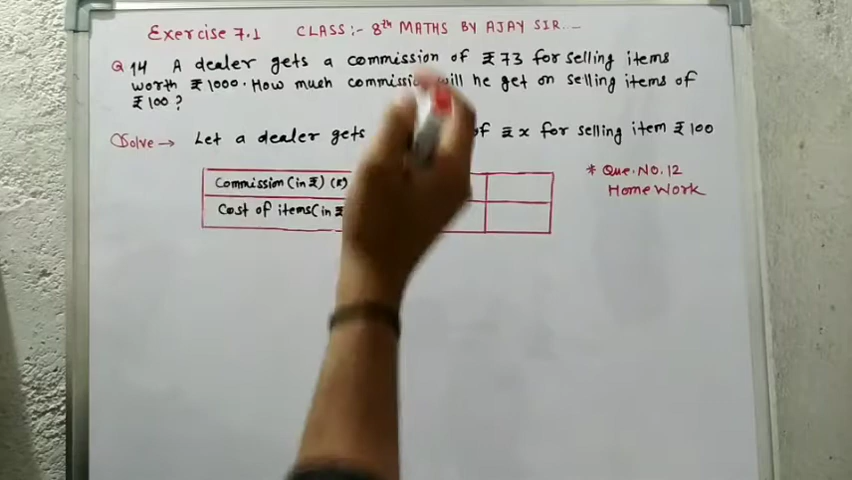 Exercise 7.1 CLASS:- 8th MATHS BY AJAY SIR...
Q14 A dealer gets a commission of ₹73 for selling items
worth ₹1000. How much commission will he get on selling items of
₹100?
Solve → Let a dealer gets of ₹x for selling item ₹100
Commission (in ₹) (x)
Cost of items (in ₹
* Que. No. 12
Home Work